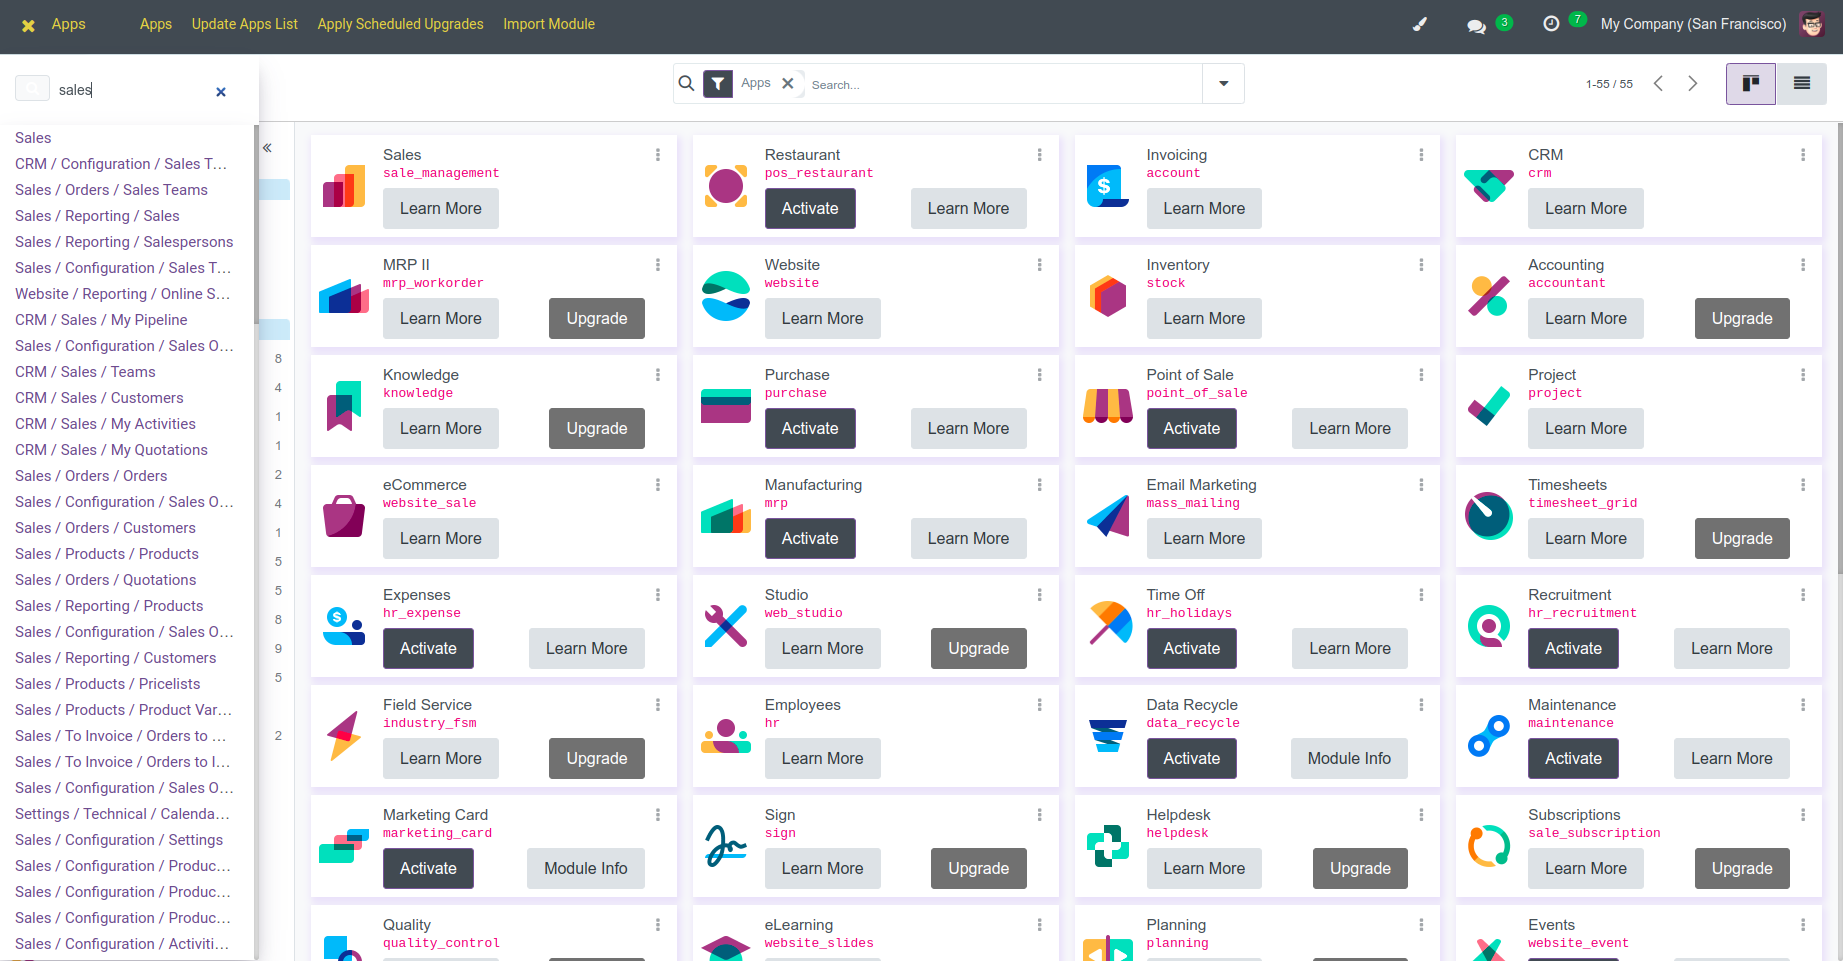 Apps
Apps
Update Apps List
Apply Scheduled Upgrades
Import Module
3
7
My Company (San Francisco)
sales
Apps
Search...
1-55 / 55
Sales
CRM / Configuration / Sales T...
Sales / Orders / Sales Teams
Sales / Reporting / Sales
Sales / Reporting / Salespersons
Sales / Configuration / Sales T...
Website / Reporting / Online S...
CRM / Sales / My Pipeline
Sales / Configuration / Sales O...
CRM / Sales / Teams
CRM / Sales / Customers
CRM / Sales / My Activities
CRM / Sales / My Quotations
Sales / Orders / Orders
Sales / Configuration / Sales O...
Sales / Orders / Customers
Sales / Products / Products
Sales / Orders / Quotations
Sales / Reporting / Products
Sales / Configuration / Sales O...
Sales / Reporting / Customers
Sales / Products / Pricelists
Sales / Products / Product Var...
Sales / To Invoice / Orders to ...
Sales / To Invoice / Orders to I...
Sales / Configuration / Sales O...
Settings / Technical / Calenda...
Sales / Configuration / Settings
Sales / Configuration / Produc...
Sales / Configuration / Produc...
Sales / Configuration / Produc...
Sales / Configuration / Activiti...
8
4
1
1
2
4
1
5
5
8
9
5
2
Sales
sale_management
Learn More
Restaurant
pos_restaurant
Activate
Learn More
Invoicing
account
Learn More
CRM
crm
Learn More
MRP II
mrp_workorder
Learn More
Upgrade
Website
website
Learn More
Inventory
stock
Learn More
Accounting
accountant
Learn More
Upgrade
Knowledge
knowledge
Learn More
Upgrade
Purchase
purchase
Activate
Learn More
Point of Sale
point_of_sale
Activate
Learn More
Project
project
Learn More
eCommerce
website_sale
Learn More
Manufacturing
mrp
Activate
Learn More
Email Marketing
mass_mailing
Learn More
Timesheets
timesheet_grid
Learn More
Upgrade
Expenses
hr_expense
Activate
Learn More
Studio
web_studio
Learn More
Upgrade
Time Off
hr_holidays
Activate
Learn More
Recruitment
hr_recruitment
Activate
Learn More
Field Service
industry_fsm
Learn More
Upgrade
Employees
hr
Learn More
Data Recycle
data_recycle
Activate
Module Info
Maintenance
maintenance
Activate
Learn More
Marketing Card
marketing_card
Activate
Module Info
Sign
sign
Learn More
Upgrade
Helpdesk
helpdesk
Learn More
Upgrade
Subscriptions
sale_subscription
Learn More
Upgrade
Quality
quality_control
eLearning
website_slides
Planning
planning
Events
website_event